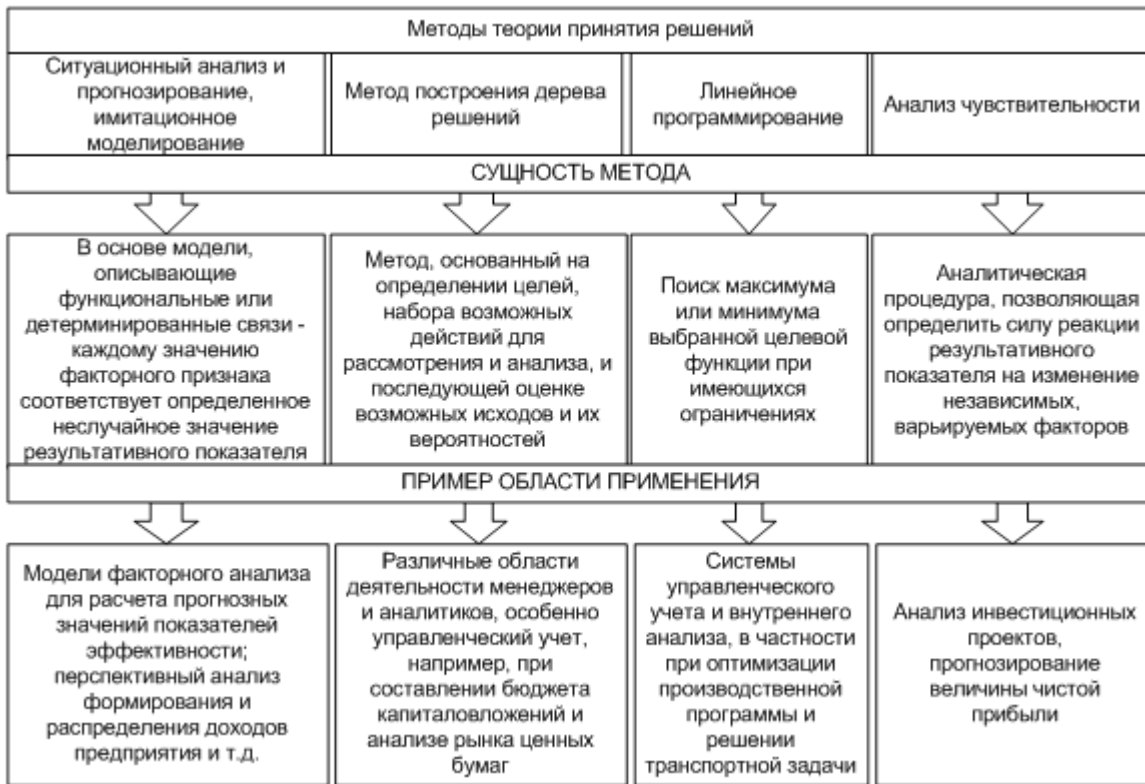 Методы теории принятия решений
Ситуационный анализ и
прогнозирование,
имитационное
моделирование
Метод построения дерева
решений
Линейное
программирование
Анализ чувствительности
СУЩНОСТЬ МЕТОДА
В основе модели,
описывающие
функциональные или
детерминированные связи -
каждому значению
факторного признака
соответствует определенное
неслучайное значение
результативного показателя
Метод, основанный на
определении целей,
набора возможных
действий для
рассмотрения и анализа, и
последующей оценке
возможных исходов и их
вероятностей
Поиск максимума
или минимума
выбранной целевой
функции при
имеющихся
ограничениях
Аналитическая
процедура, позволяющая
определить силу реакции
результативного
показателя на изменение
независимых,
варьируемых факторов
ПРИМЕР ОБЛАСТИ ПРИМЕНЕНИЯ
Модели факторного анализа
для расчета прогнозных
значений показателей
эффективности;
перспективный анализ
формирования и
распределения доходов
предприятия и т.д.
Различные области
деятельности менеджеров
и аналитиков, особенно
управленческий учет,
например, при
составлении бюджета
капиталовложений и
анализе рынка ценных
бумаг
Системы
управленческого
учета и внутреннего
анализа, в частности
при оптимизации
производственной
программы и
решении
транспортной задачи
Анализ инвестиционных
проектов,
прогнозирование
величины чистой
прибыли